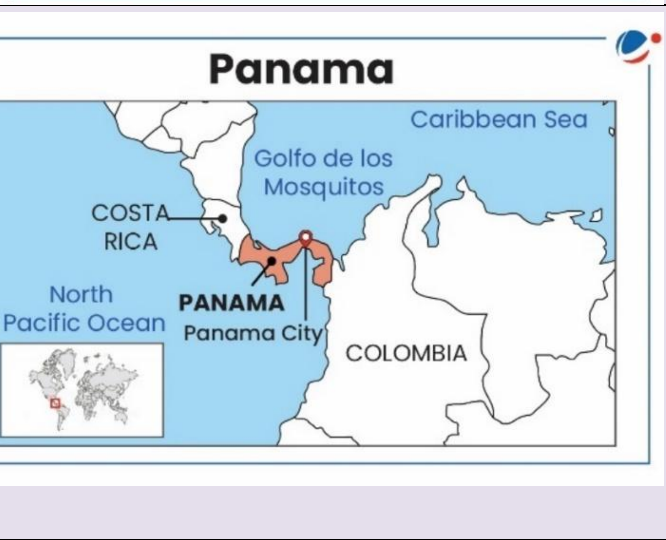 Panama
Caribbean Sea
Golfo de los
Mosquitos
COSTA
RICA
North
Pacific Ocean
PANAMA
Panama City
COLOMBIA